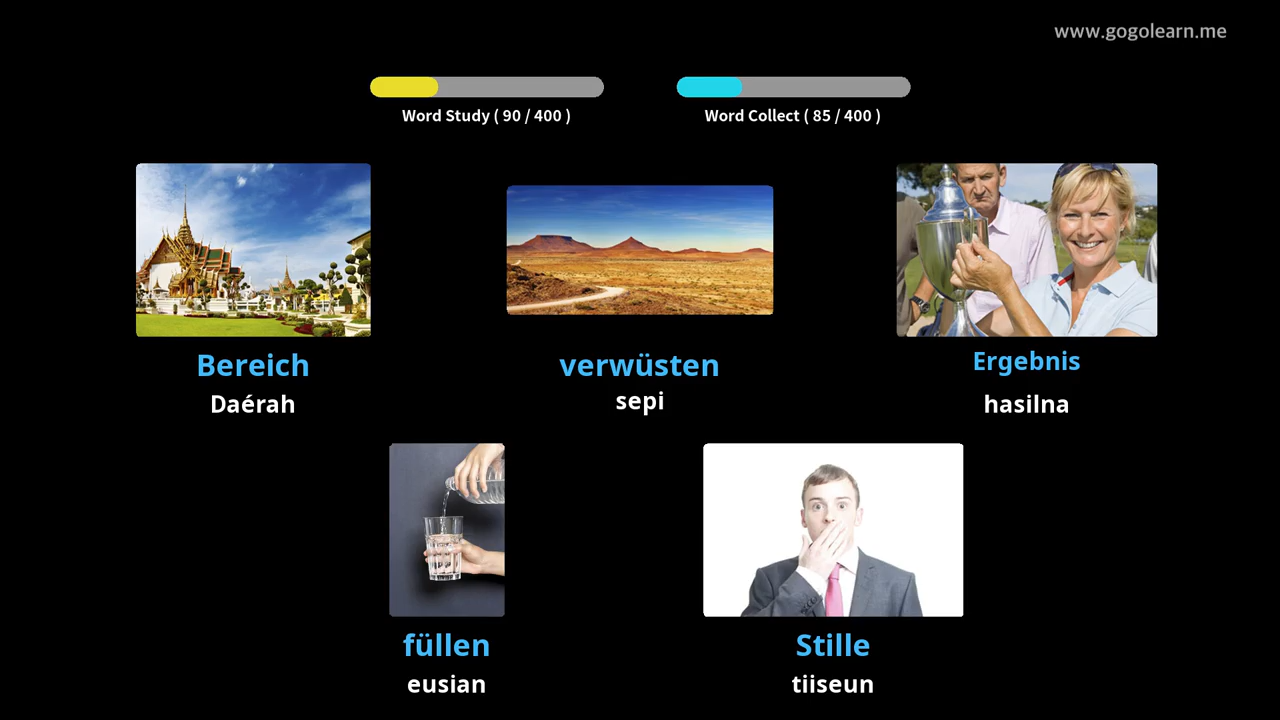 www.gogolearn.me
Word Study ( 90 / 400 )
Word Collect ( 85 / 400 )
Bereich
Daérah
verwüsten
sepi
Ergebnis
hasilna
füllen
eusian
Stille
tiiseun